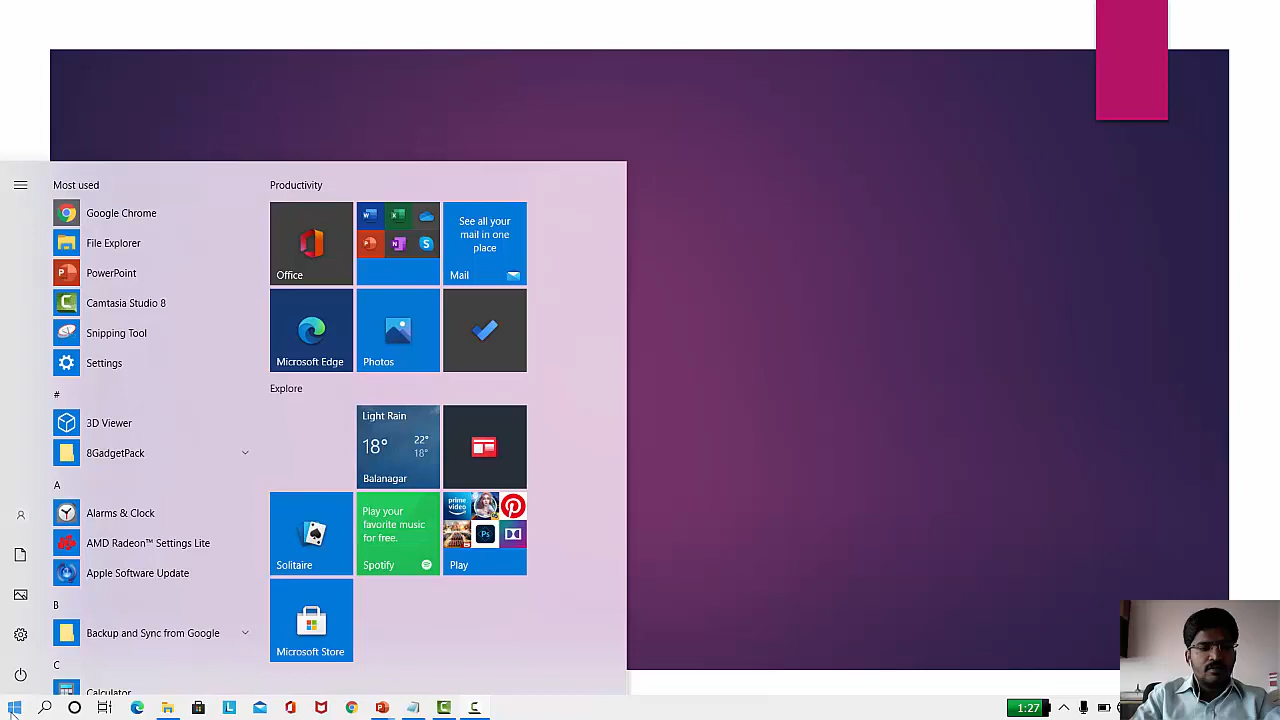 Most used
Google Chrome
File Explorer
PowerPoint
Camtasia Studio 8
Snipping Tool
Settings
#
3D Viewer
8GadgetPack
A
Alarms & Clock
AMD Radeon™ Settings Lite
Apple Software Update
B
Backup and Sync from Google
C
Calculator
Productivity
Office
See all your
mail in one
place
Mail
Microsoft Edge
Photos
Explore
Light Rain
18°
22°
18°
Balanagar
Solitaire
Play your
favorite music
for free.
Spotify
prime
video
Ps
Play
Microsoft Store
1:27